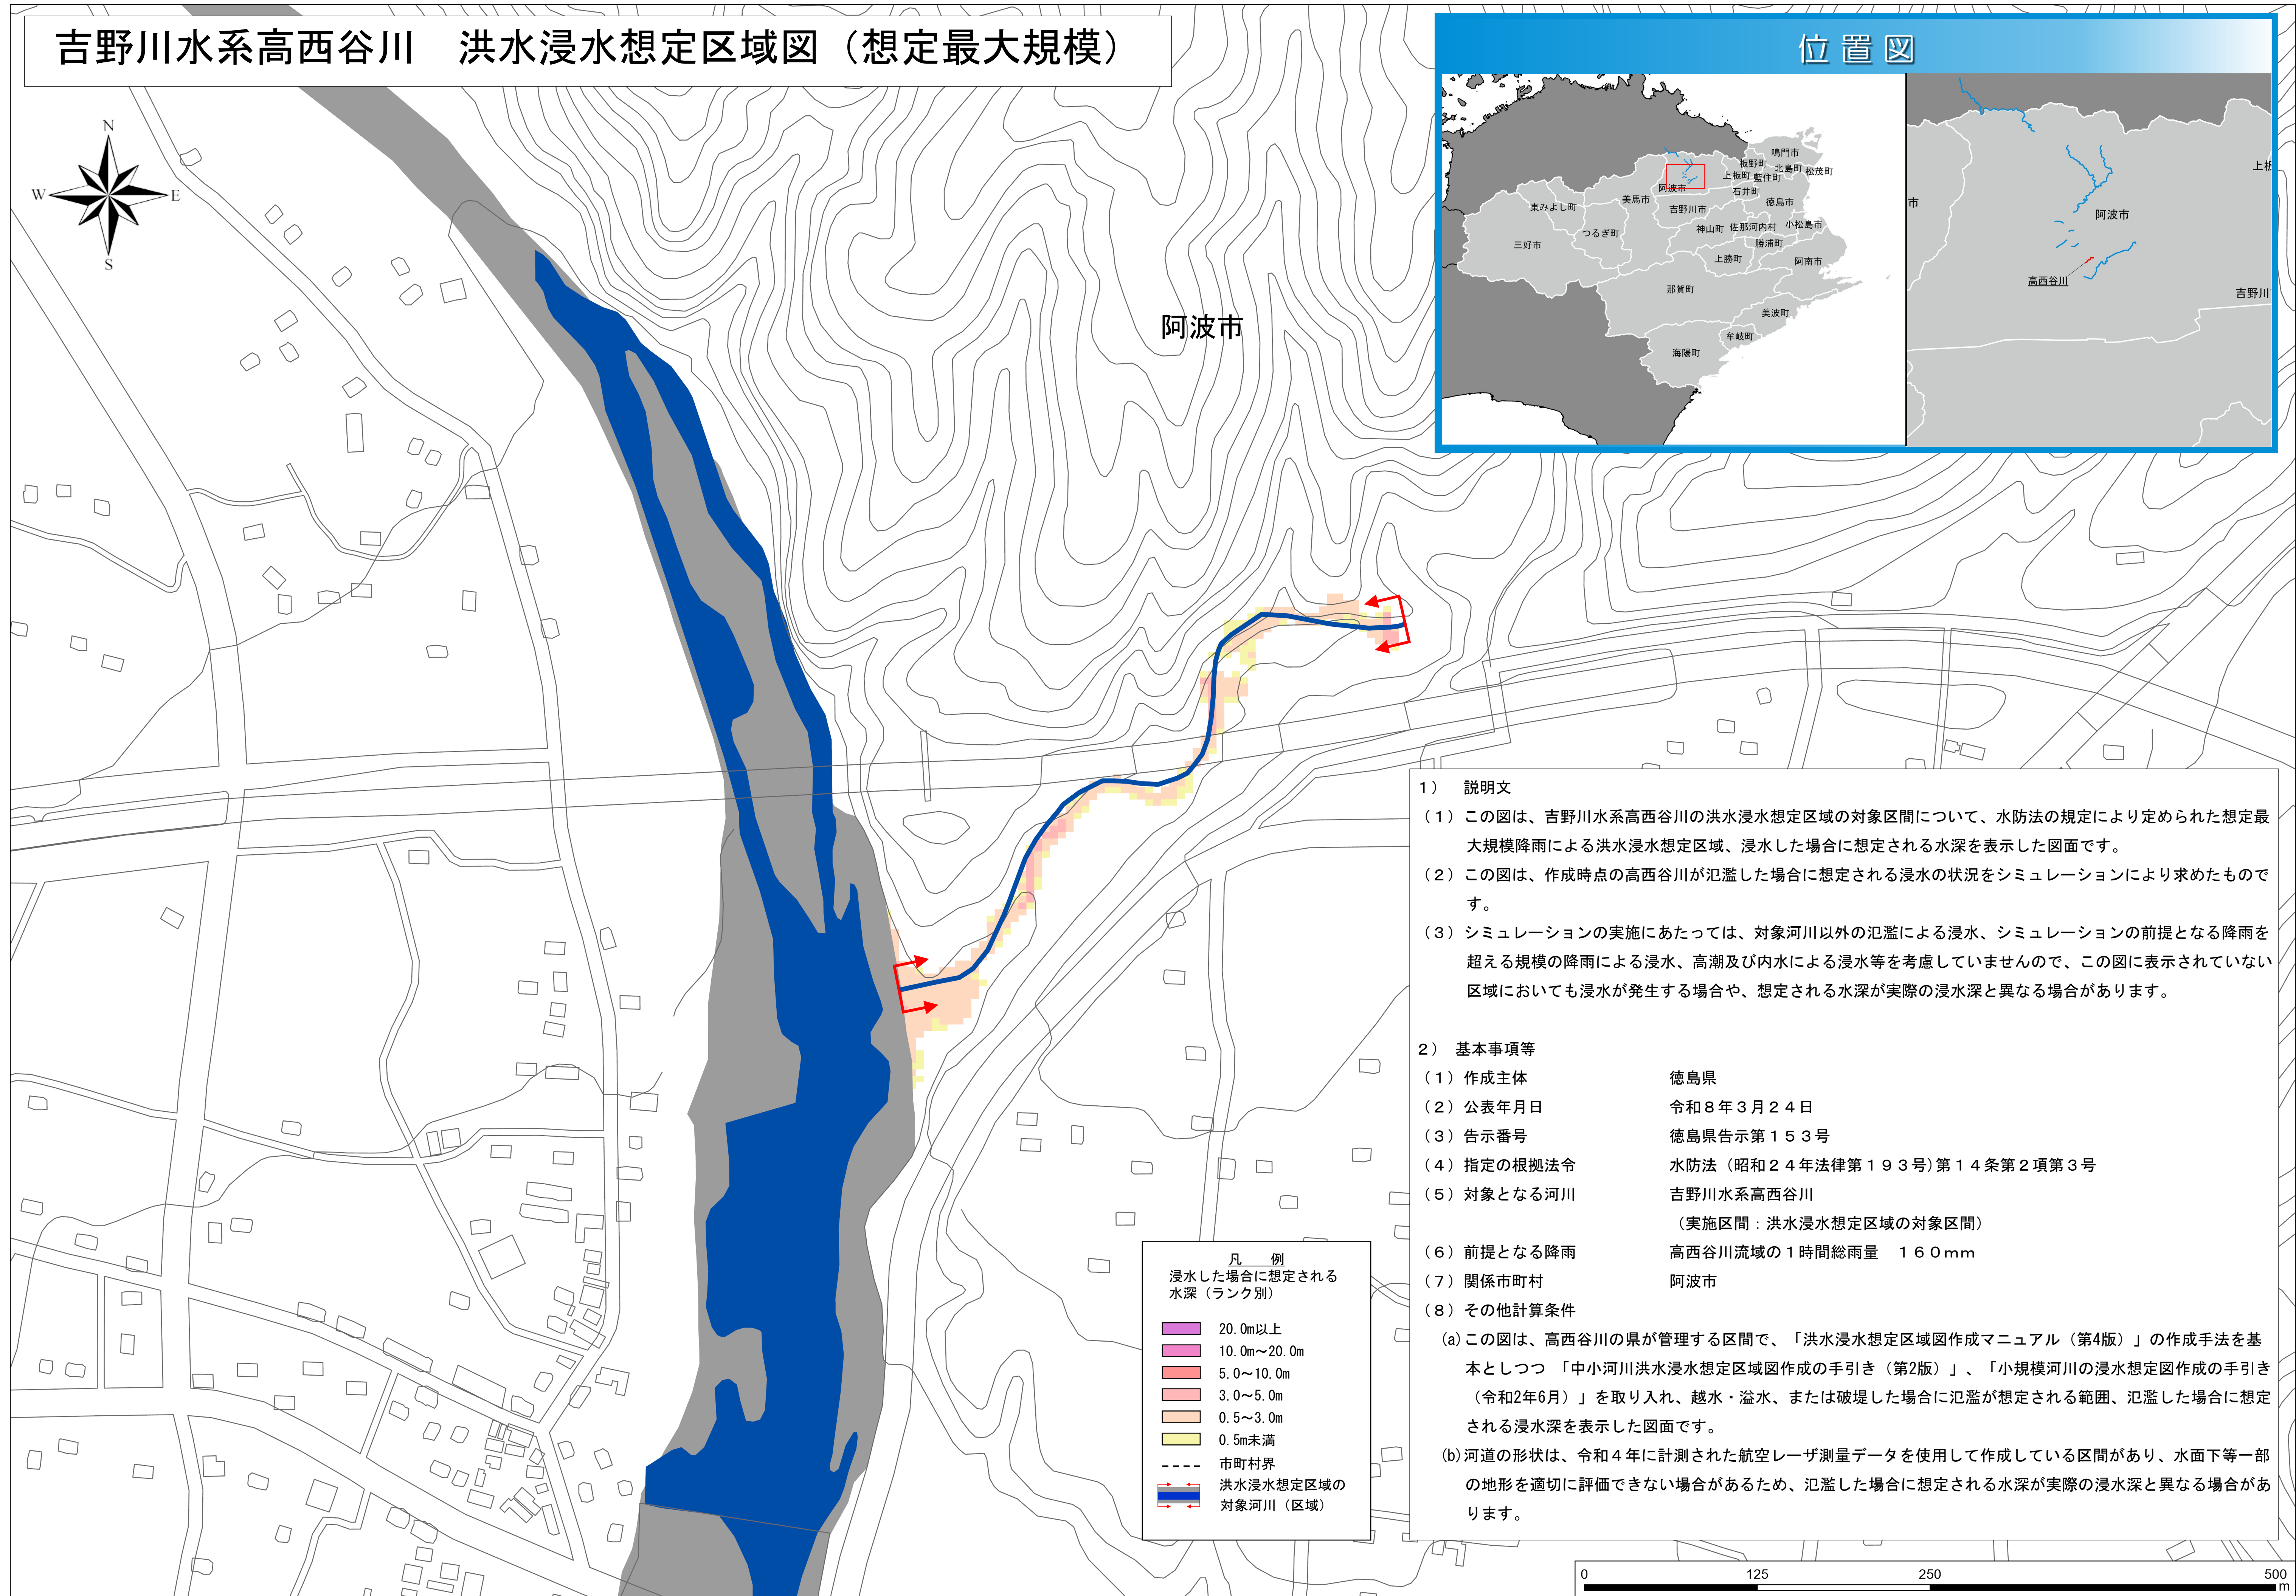 吉野川水系高西谷川　洪水浸水想定区域図（想定最大規模）
N
W
E
S
阿波市
位置図
鳴門市
板野町
北島町
松茂町
上板町
藍住町
阿波市
石井町
美馬市
東みよし町
吉野川市
徳島市
つるぎ町
神山町
佐那河内村
小松島市
三好市
勝浦町
上勝町
阿南市
那賀町
美波町
牟岐町
海陽町
上板
市
阿波市
高西谷川
吉野川
１）　説明文
（１）この図は、吉野川水系高西谷川の洪水浸水想定区域の対象区間について、水防法の規定により定められた想定最
大規模降雨による洪水浸水想定区域、浸水した場合に想定される水深を表示した図面です。
（２）この図は、作成時点の高西谷川が氾濫した場合に想定される浸水の状況をシミュレーションにより求めたもので
す。
（３）シミュレーションの実施にあたっては、対象河川以外の氾濫による浸水、シミュレーションの前提となる降雨を
超える規模の降雨による浸水、高潮及び内水による浸水等を考慮していませんので、この図に表示されていない
区域においても浸水が発生する場合や、想定される水深が実際の浸水深と異なる場合があります。
２）　基本事項等
（１）作成主体　徳島県
（２）公表年月日　令和８年３月２４日
（３）告示番号　徳島県告示第１５３号
（４）指定の根拠法令　水防法（昭和２４年法律第１９３号)第１４条第２項第３号
（５）対象となる河川　吉野川水系高西谷川
（実施区間：洪水浸水想定区域の対象区間）
（６）前提となる降雨　高西谷川流域の１時間総雨量　１６０mm
（７）関係市町村　阿波市
（８）その他計算条件
(a)この図は、高西谷川の県が管理する区間で、「洪水浸水想定区域図作成マニュアル（第4版）」の作成手法を基
本としつつ　「中小河川洪水浸水想定区域図作成の手引き（第2版）」、「小規模河川の浸水想定図作成の手引き
（令和2年6月）」を取り入れ、越水・溢水、または破堤した場合に氾濫が想定される範囲、氾濫した場合に想定
される浸水深を表示した図面です。
(b)河道の形状は、令和４年に計測された航空レーザ測量データを使用して作成している区間があり、水面下等一部
の地形を適切に評価できない場合があるため、氾濫した場合に想定される水深が実際の浸水深と異なる場合があ
ります。
凡　例
浸水した場合に想定される
水深（ランク別）
20.0m以上
10.0m～20.0m
5.0～10.0m
3.0～5.0m
0.5～3.0m
0.5m未満
市町村界
洪水浸水想定区域の
対象河川（区域）
0　125　250　500
m